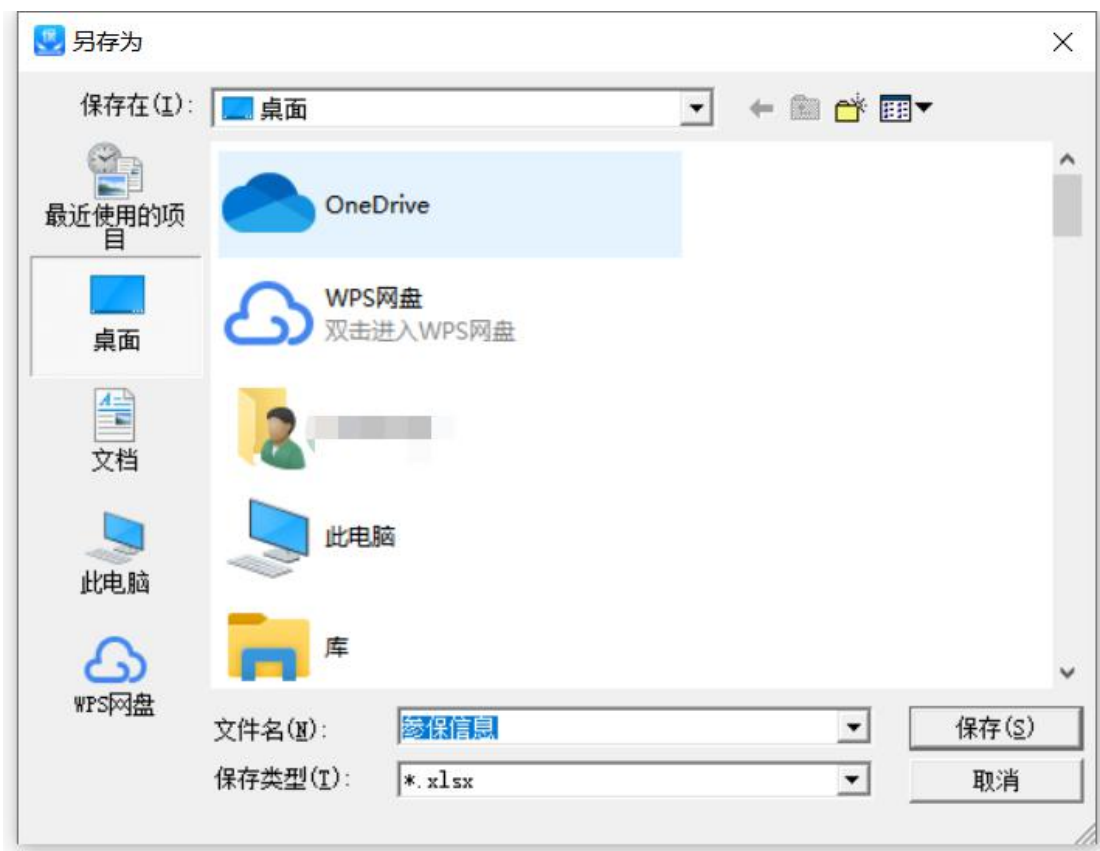 另存为
保存在(I):
桌面
最近使用的项
目
桌面
文档
此电脑
WPS网盘
OneDrive
WPS网盘
双击进入WPS网盘
此电脑
库
文件名(N):
参保信息
保存(S)
保存类型(T):
*.xlsx
取消